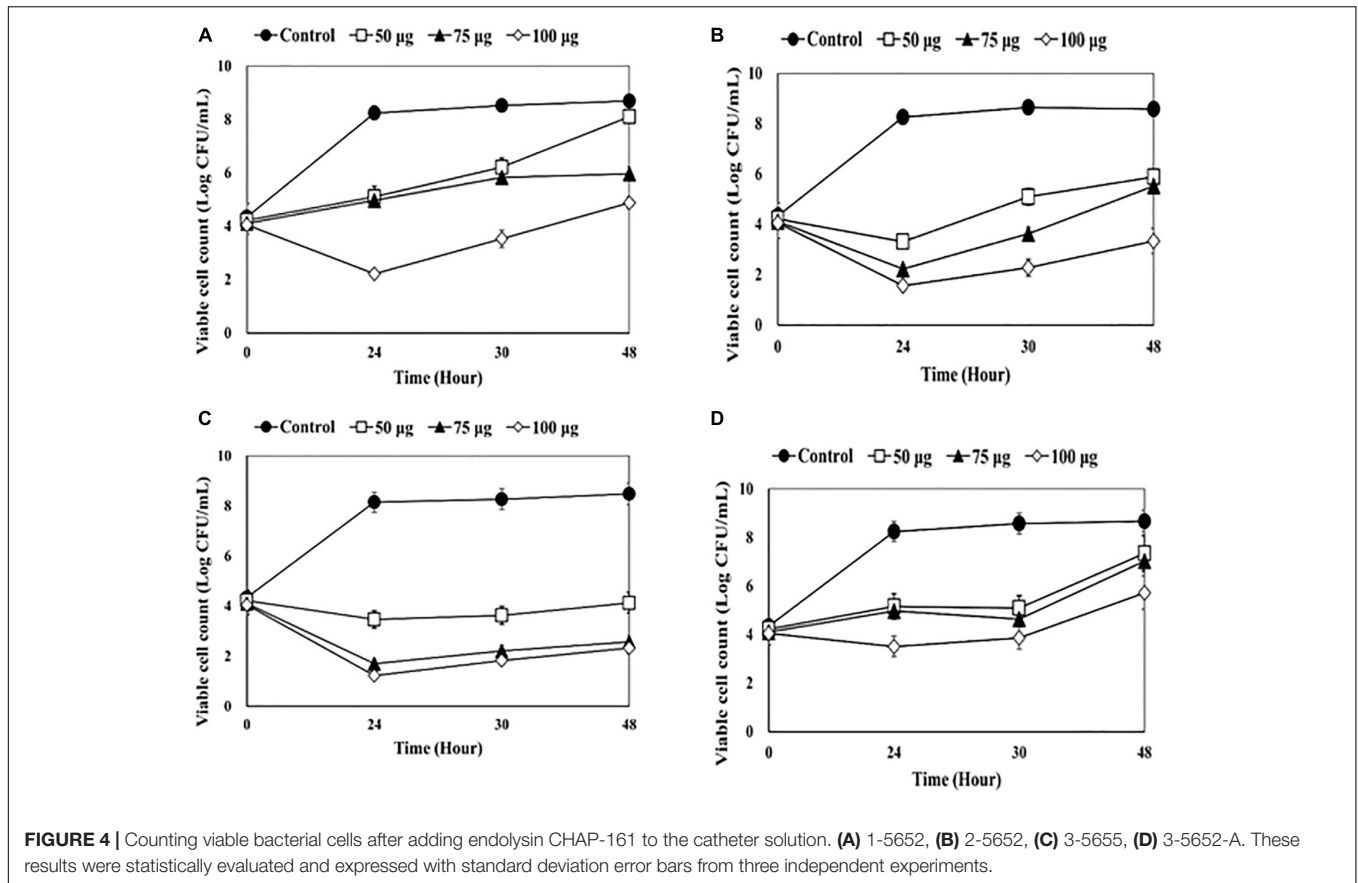 A
Control 50 µg 75 µg 100 µg
Viable cell count (Log CFU/mL)
10
8
6
4
2
0
0 24 30 48
Time (Hour)
B
Control 50 µg 75 µg 100 µg
Viable cell count (Log CFU/mL)
10
8
6
4
2
0
0 24 30 48
Time (Hour)
C
Control 50 µg 75 µg 100 µg
Viable cell count (Log CFU/mL)
10
8
6
4
2
0
0 24 30 48
Time (Hour)
D
Control 50 µg 75 µg 100 µg
Viable cell count (Log CFU/mL)
10
8
6
4
2
0
0 24 30 48
Time (Hour)
FIGURE 4 | Counting viable bacterial cells after adding endolysin CHAP-161 to the catheter solution. (A) 1-5652, (B) 2-5652, (C) 3-5655, (D) 3-5652-A. These
results were statistically evaluated and expressed with standard deviation error bars from three independent experiments.